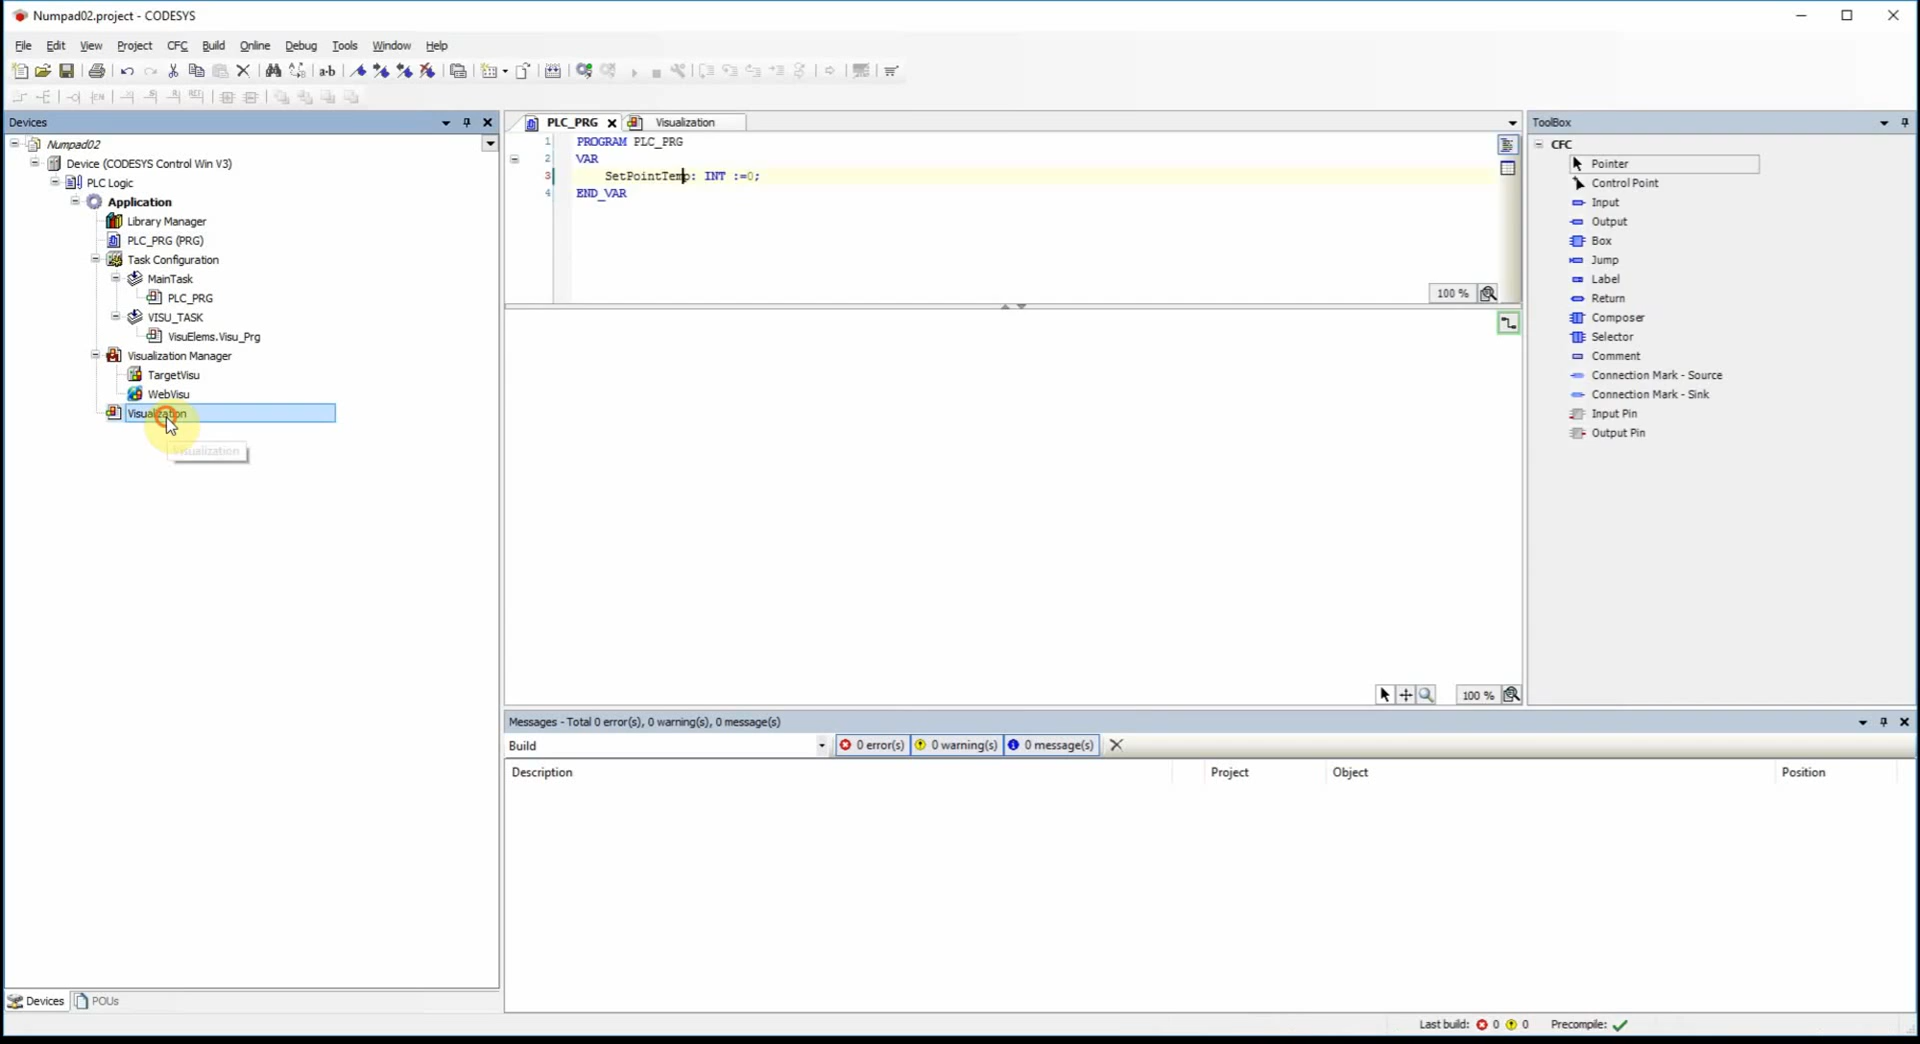 Numpad02.project - CODESYS
File Edit View Project CFC Build Online Debug Tools Window Help
Devices
Numpad02
Device (CODESYS Control Win V3)
PLC Logic
Application
Library Manager
PLC_PRG (PRG)
Task Configuration
MainTask
PLC_PRG
VISU_TASK
VisuElems.Visu_Prg
Visualization Manager
TargetVisu
WebVisu
Visualization
Visualization
Devices POUs
PLC_PRG Visualization
1 PROGRAM PLC_PRG
2 VAR
3 SetPointTemp: INT :=0;
4 END_VAR
100 %
100 %
ToolBox
CFC
Pointer
Control Point
Input
Output
Box
Jump
Label
Return
Composer
Selector
Comment
Connection Mark - Source
Connection Mark - Sink
Input Pin
Output Pin
Messages - Total 0 error(s), 0 warning(s), 0 message(s)
Build 0 error(s) 0 warning(s) 0 message(s)
Description Project Object Position
Last build: 0 0 Precompile: